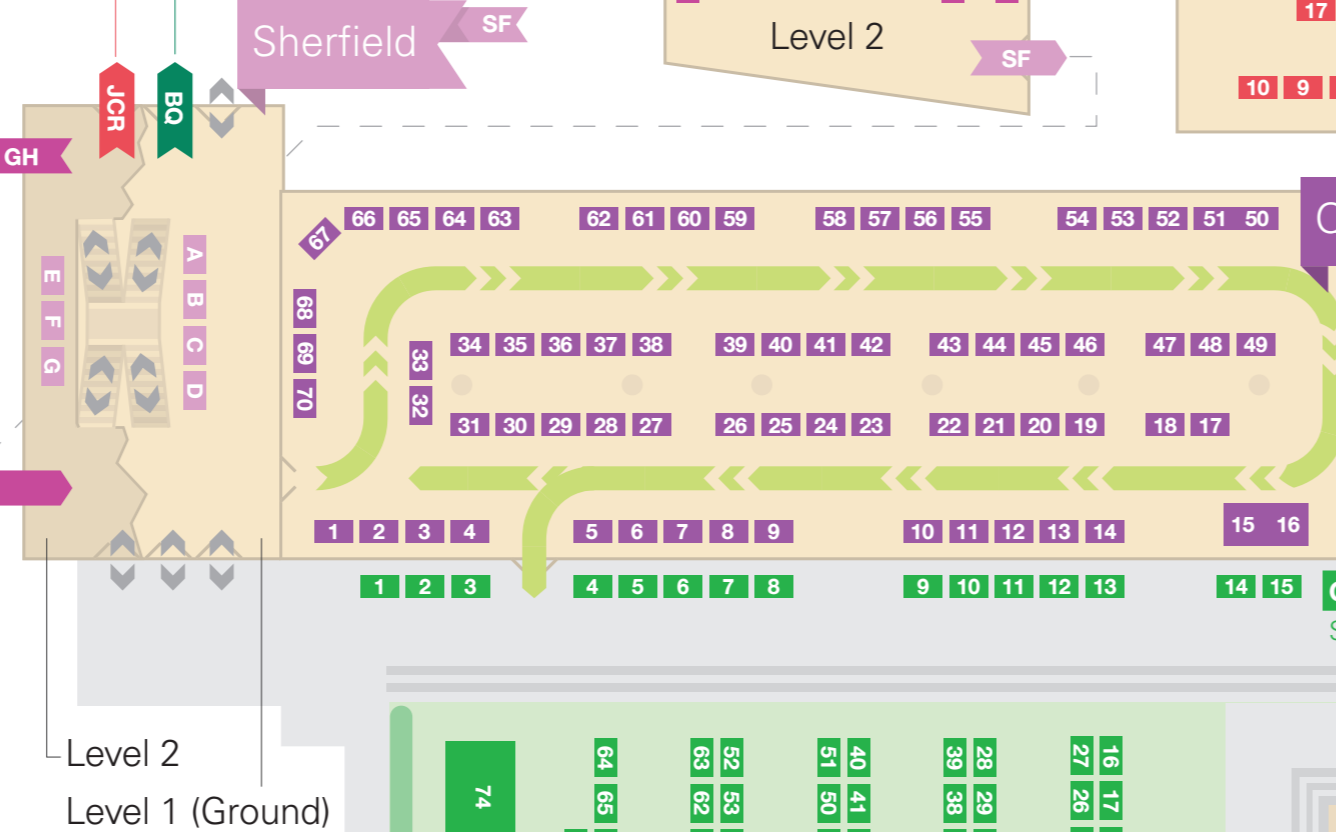 17
Sherfield
SF
Level 2
SF
10 9
JCR
BQ
GH
66 65 64 63 62 61 60 59 58 57 56 55 54 53 52 51 50
67
E
F
G
A
B
C
D
68
69
70
33
32
34 35 36 37 38 39 40 41 42 43 44 45 46 47 48 49
31 30 29 28 27 26 25 24 23 22 21 20 19 18 17
1 2 3 4 5 6 7 8 9 10 11 12 13 14 15 16
1 2 3 4 5 6 7 8 9 10 11 12 13 14 15
Level 2
Level 1 (Ground)
74
64 63 52 51 40 39 28 27 16
65 62 53 50 41 38 29 26 17